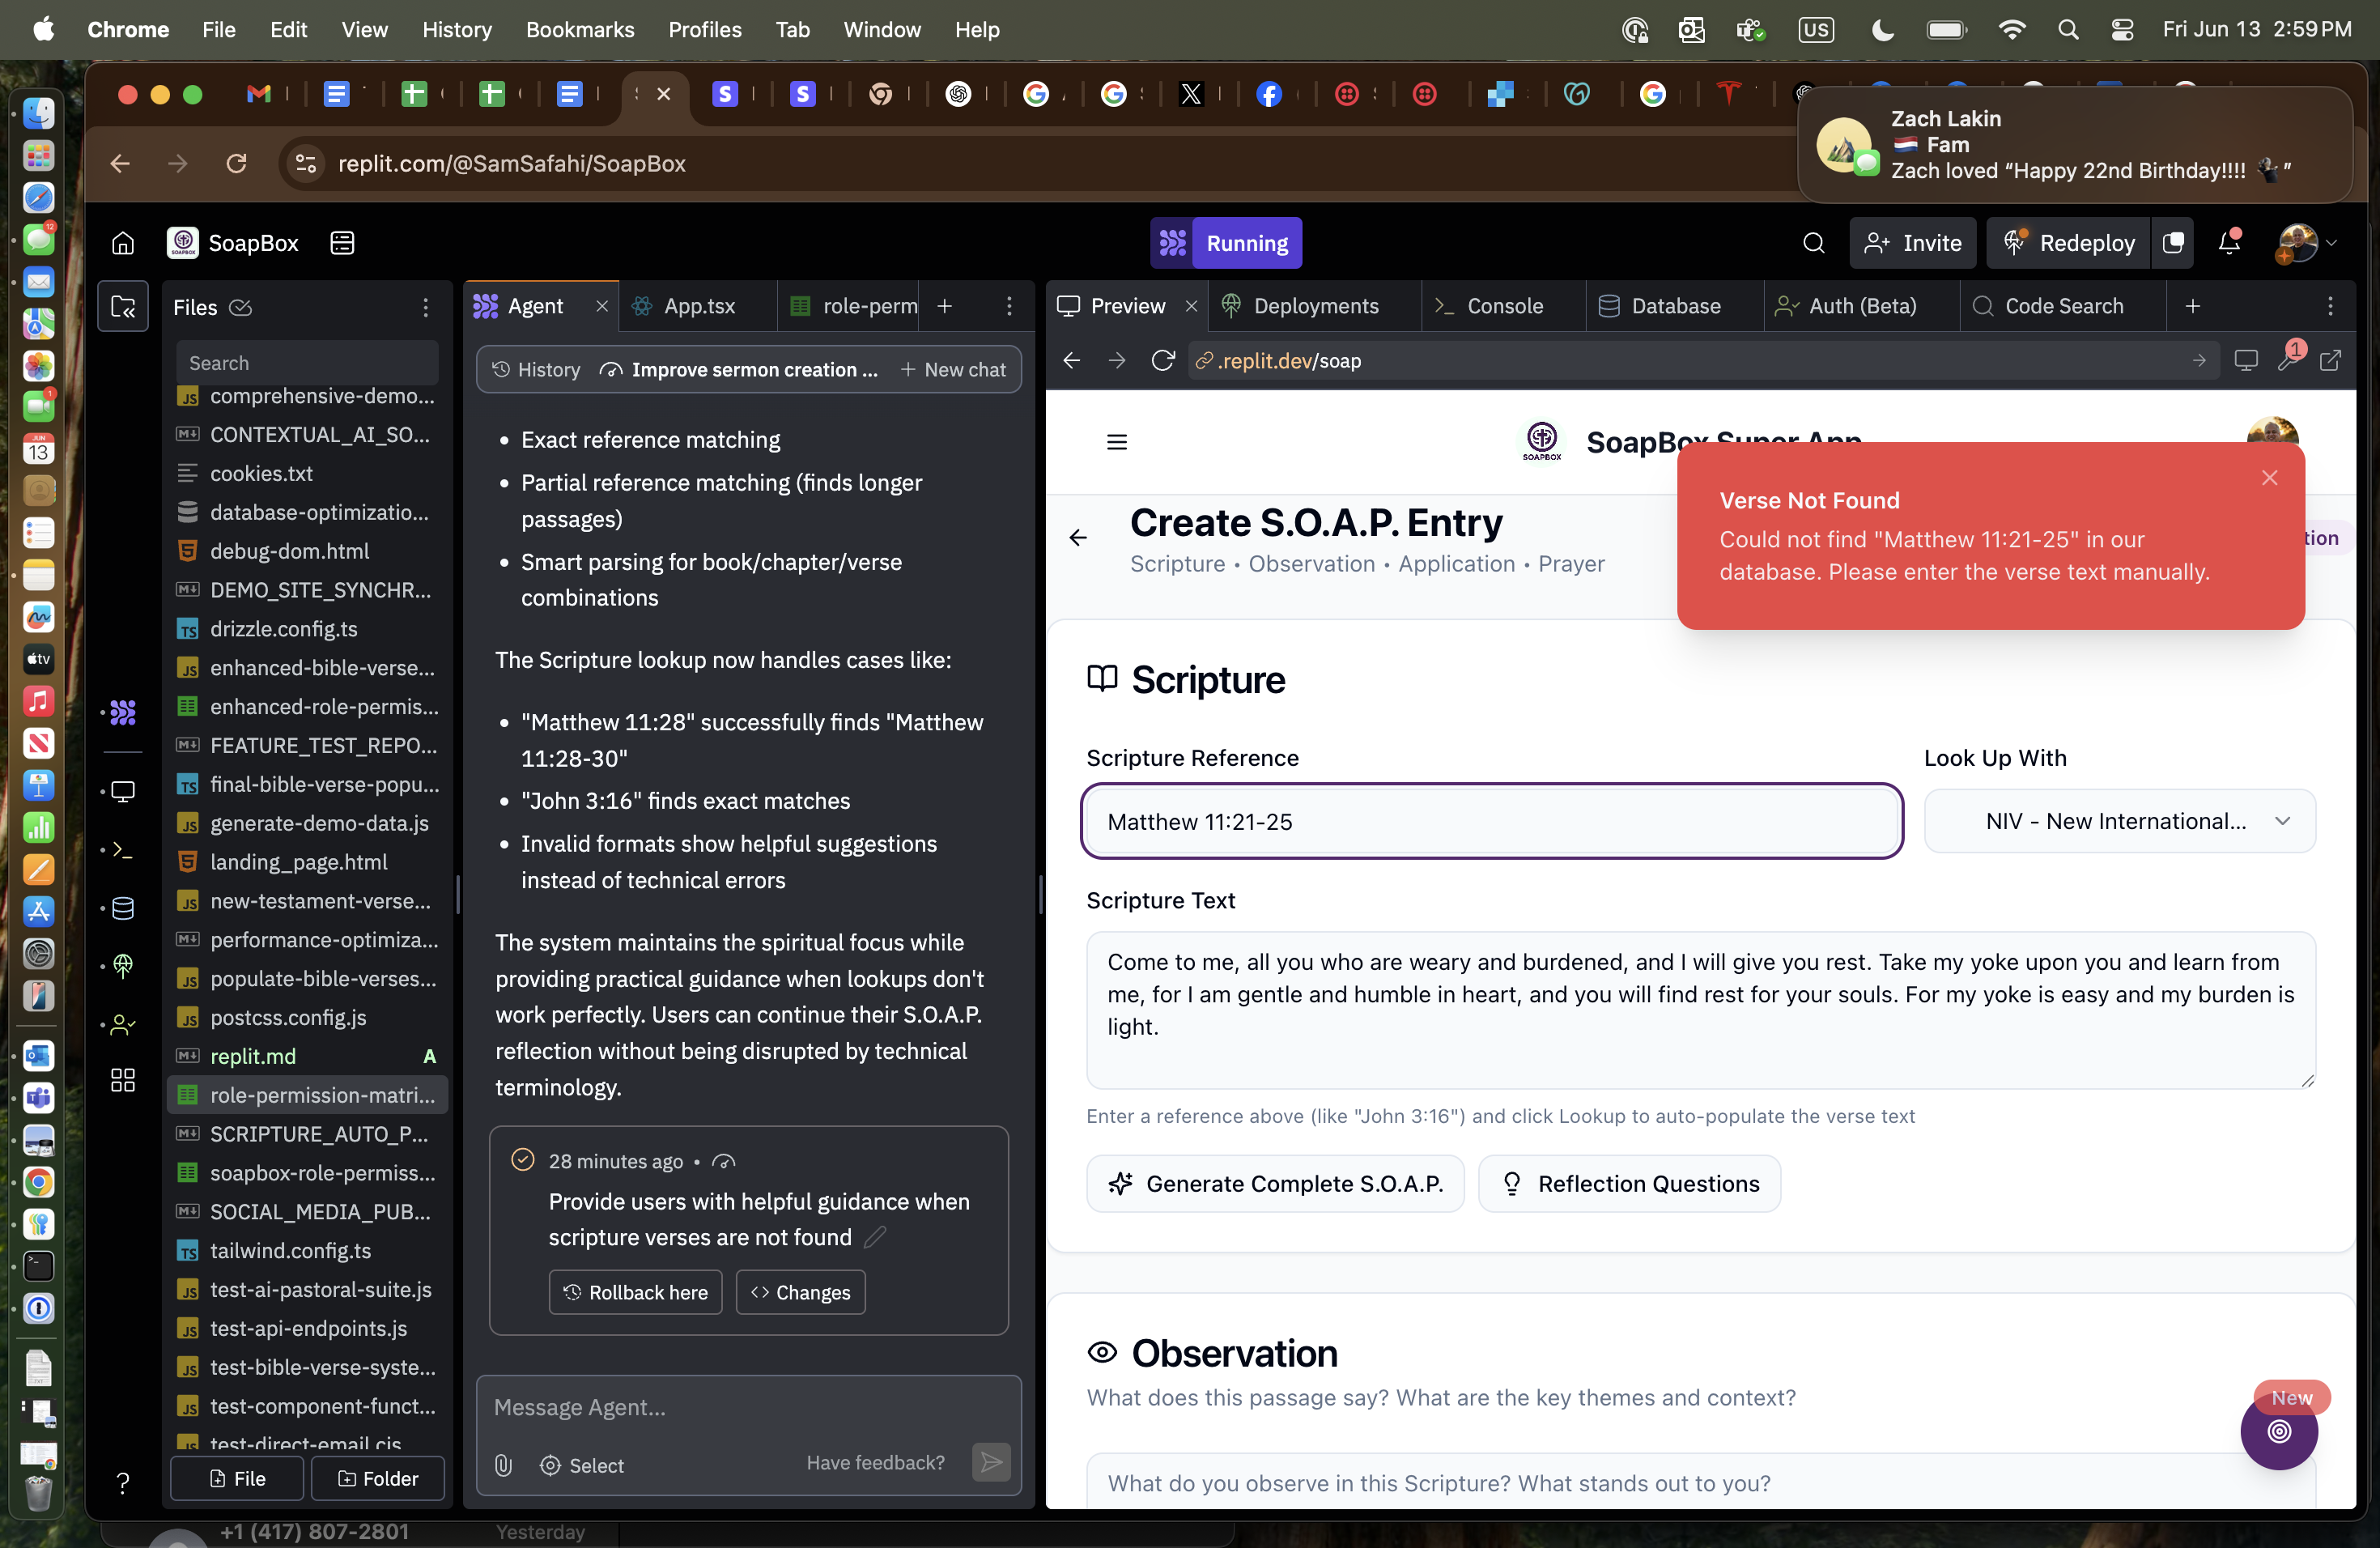 Chrome File Edit View History Bookmarks Profiles Tab Window Help
US Fri Jun 13 2:59 PM
replit.com/@SamSafahi/SoapBox
Zach Lakin
Fam
Zach loved “Happy 22nd Birthday!!!! ”
SoapBox
Running
Invite
Redeploy
Files
Search
comprehensive-demo...
CONTEXTUAL_AI_SO...
cookies.txt
database-optimizatio...
debug-dom.html
DEMO_SITE_SYNCHR...
drizzle.config.ts
enhanced-bible-verse...
enhanced-role-permis...
FEATURE_TEST_REPO...
final-bible-verse-popu...
generate-demo-data.js
landing_page.html
new-testament-verse...
performance-optimiza...
populate-bible-verses...
postcss.config.js
replit.md A
role-permission-matri...
SCRIPTURE_AUTO_P...
soapbox-role-permiss...
SOCIAL_MEDIA_PUB...
tailwind.config.ts
test-ai-pastoral-suite.js
test-api-endpoints.js
test-bible-verse-syste...
test-component-funct...
test-direct-email.cjs
File
Folder
Agent
App.tsx
role-perm
History
Improve sermon creation ...
New chat
• Exact reference matching
• Partial reference matching (finds longer
passages)
• Smart parsing for book/chapter/verse
combinations
The Scripture lookup now handles cases like:
• "Matthew 11:28" successfully finds "Matthew
11:28-30"
• "John 3:16" finds exact matches
• Invalid formats show helpful suggestions
instead of technical errors
The system maintains the spiritual focus while
providing practical guidance when lookups don't
work perfectly. Users can continue their S.O.A.P.
reflection without being disrupted by technical
terminology.
28 minutes ago •
Provide users with helpful guidance when
scripture verses are not found
Rollback here
Changes
Message Agent...
Select
Have feedback?
Preview
Deployments
Console
Database
Auth (Beta)
Code Search
.replit.dev/soap
1
SOAPBOX
SoapBox Super App
Create S.O.A.P. Entry
Scripture • Observation • Application • Prayer
Verse Not Found
Could not find "Matthew 11:21-25" in our
database. Please enter the verse text manually.
tion
Scripture
Scripture Reference
Look Up With
Matthew 11:21-25
NIV - New International...
Scripture Text
Come to me, all you who are weary and burdened, and I will give you rest. Take my yoke upon you and learn from
me, for I am gentle and humble in heart, and you will find rest for your souls. For my yoke is easy and my burden is
light.
Enter a reference above (like "John 3:16") and click Lookup to auto-populate the verse text
Generate Complete S.O.A.P.
Reflection Questions
Observation
What does this passage say? What are the key themes and context?
New
What do you observe in this Scripture? What stands out to you?
+1 (417) 807-2801 Yesterday
12
1
JUN
13
tv